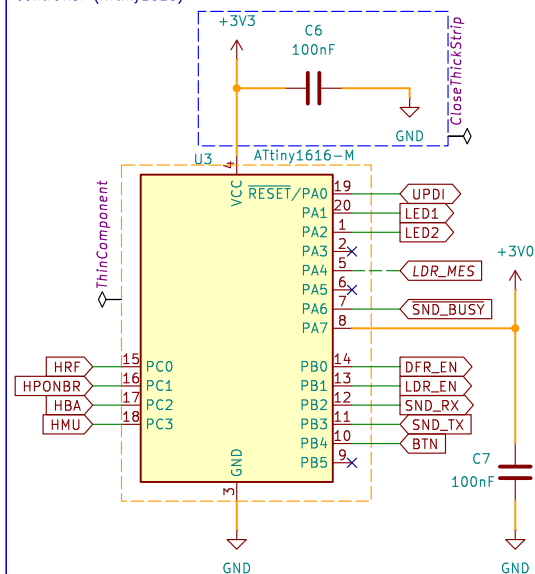 +3V3
C6
100nF
GND
CloseThickStrip
U3
ATtiny1616-M
ThinComponent
4
VCC
RESET/PA0 19 UPDI
PA1 20 LED1
PA2 1 LED2
PA3 2
PA4 5 LDR_MES
PA5 6
PA6 7 SND_BUSY
PA7 8
+3V0
HRF 15 PC0
HPONBR 16 PC1
HBA 17 PC2
HMU 18 PC3
PB0 14 DFR_EN
PB1 13 LDR_EN
PB2 12 SND_RX
PB3 11 SND_TX
PB4 10 BTN
PB5 9
GND
3
C7
100nF
GND
GND